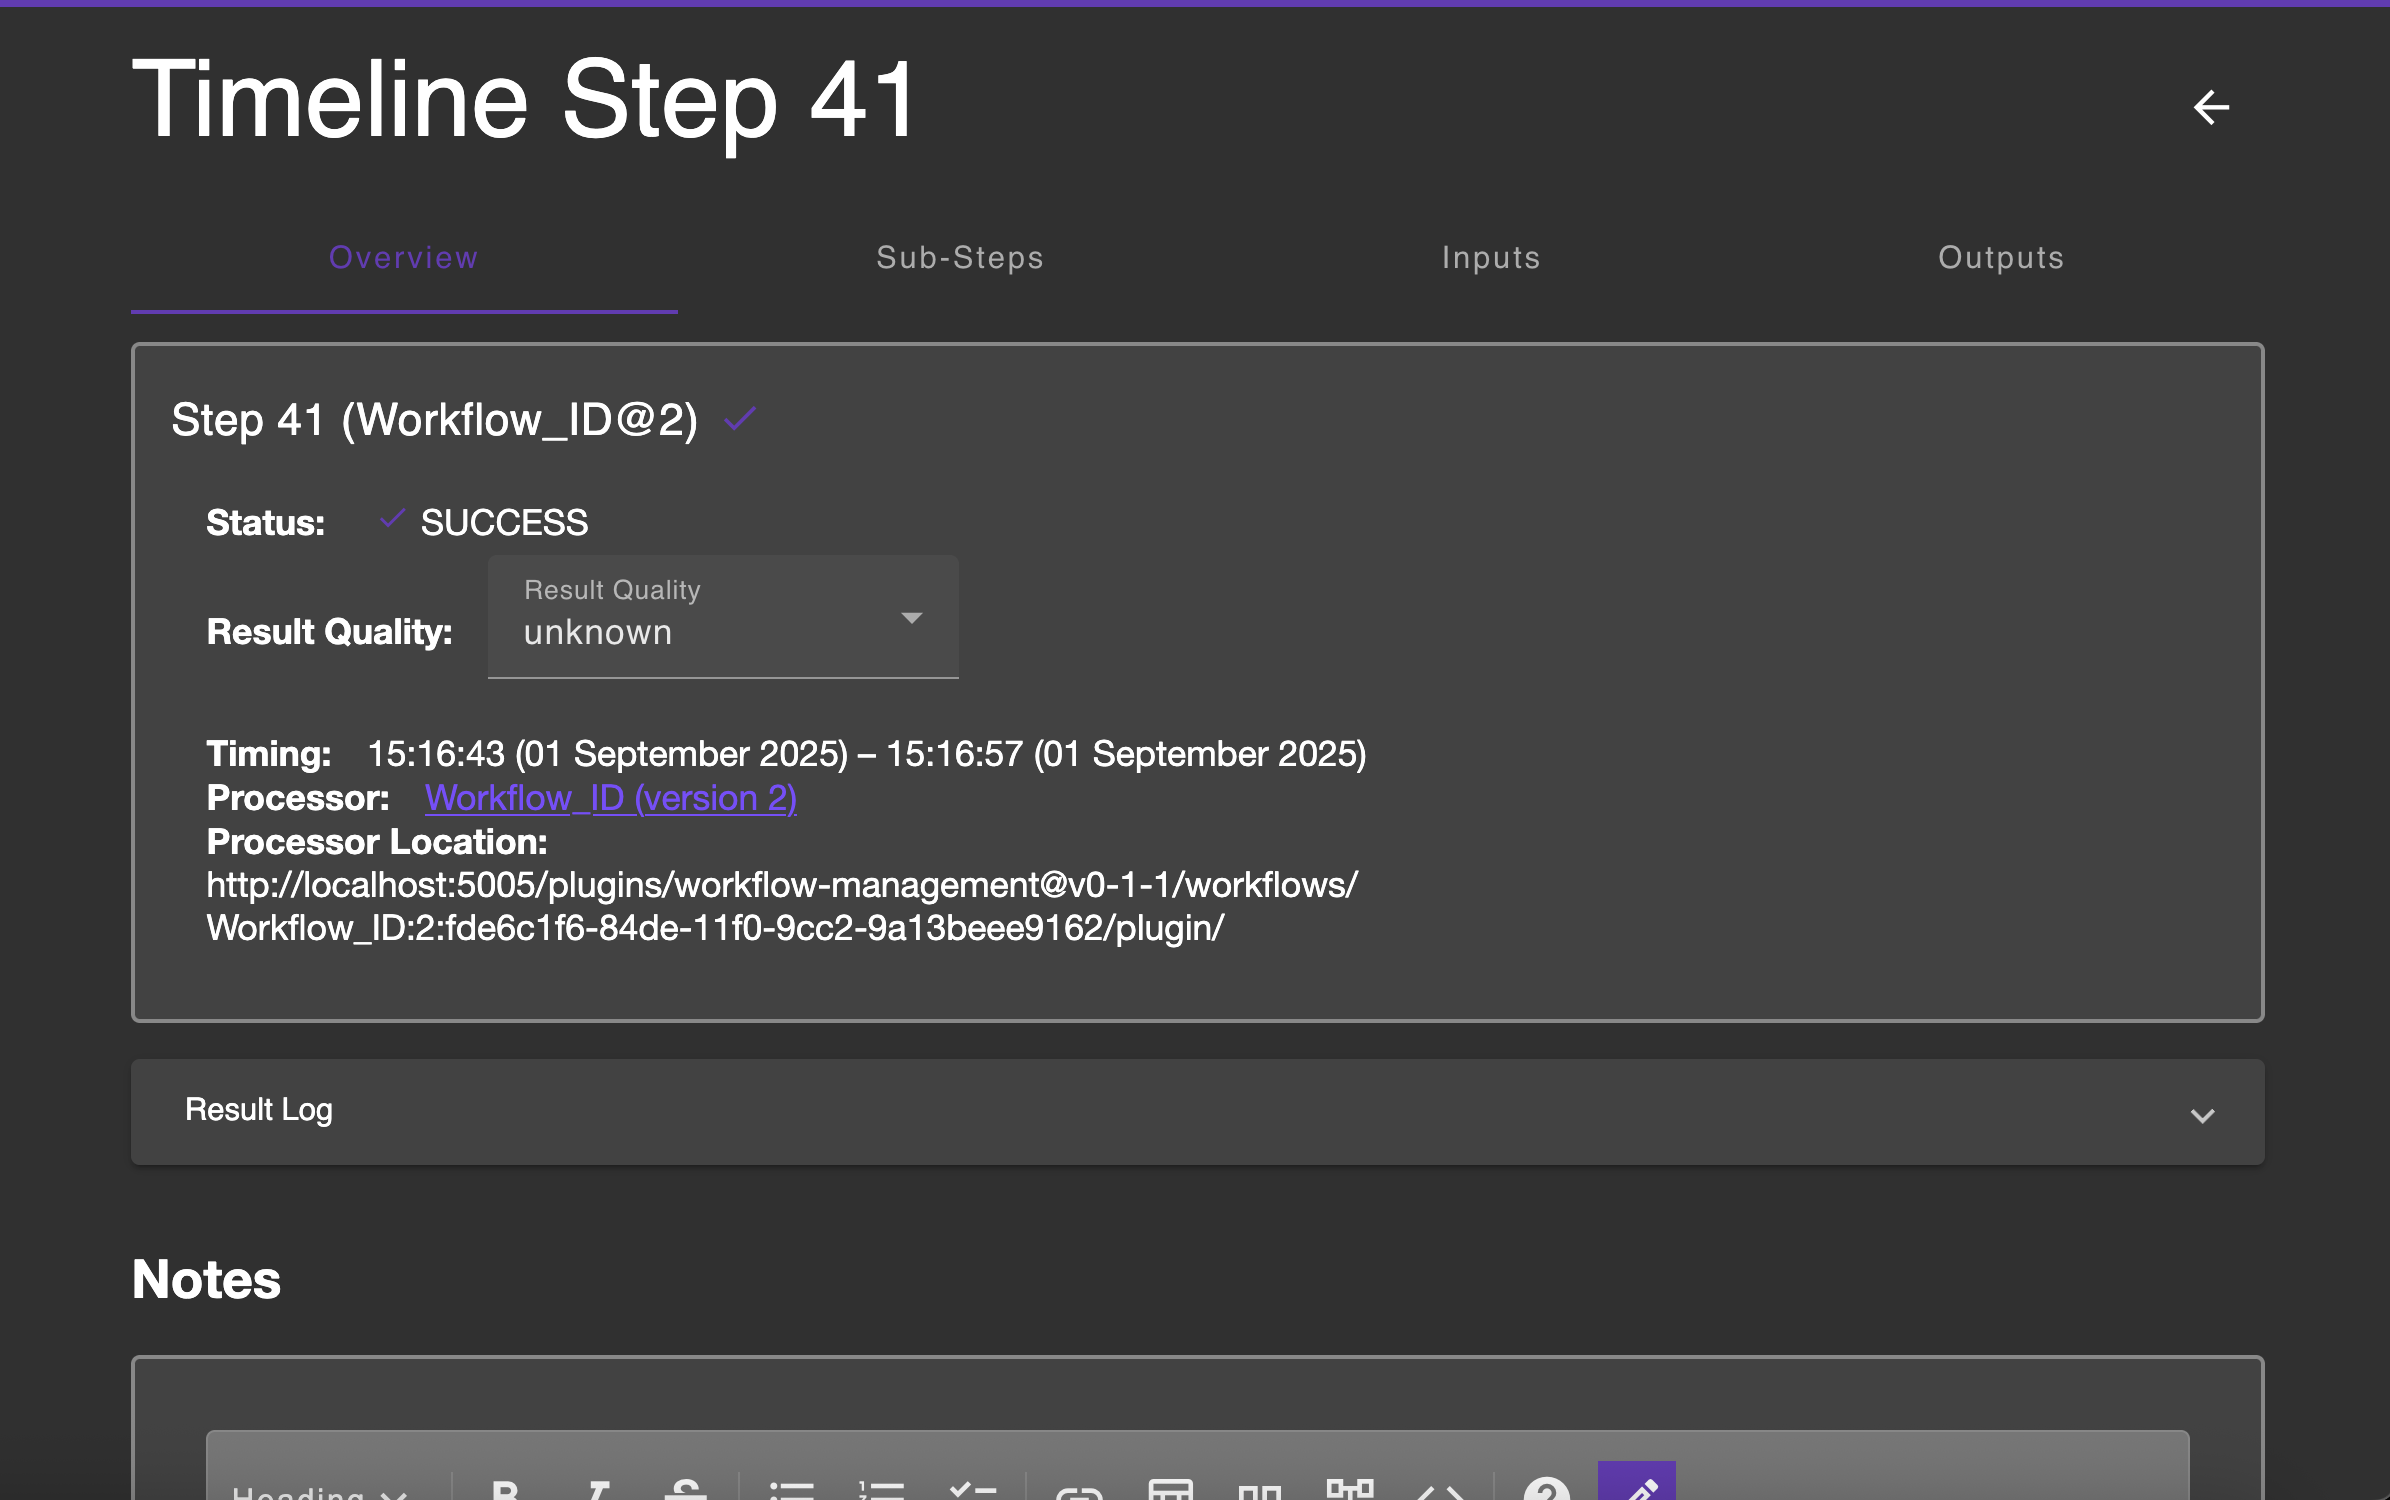 Timeline Step 41
Overview
Sub-Steps
Inputs
Outputs
Step 41 (Workflow_ID@2)
Status: SUCCESS
Result Quality
Result Quality: unknown
Timing: 15:16:43 (01 September 2025) – 15:16:57 (01 September 2025)
Processor: Workflow_ID (version 2)
Processor Location:
http://localhost:5005/plugins/workflow-management@v0-1-1/workflows/
Workflow_ID:2:fde6c1f6-84de-11f0-9cc2-9a13beee9162/plugin/
Result Log
Notes
Heading